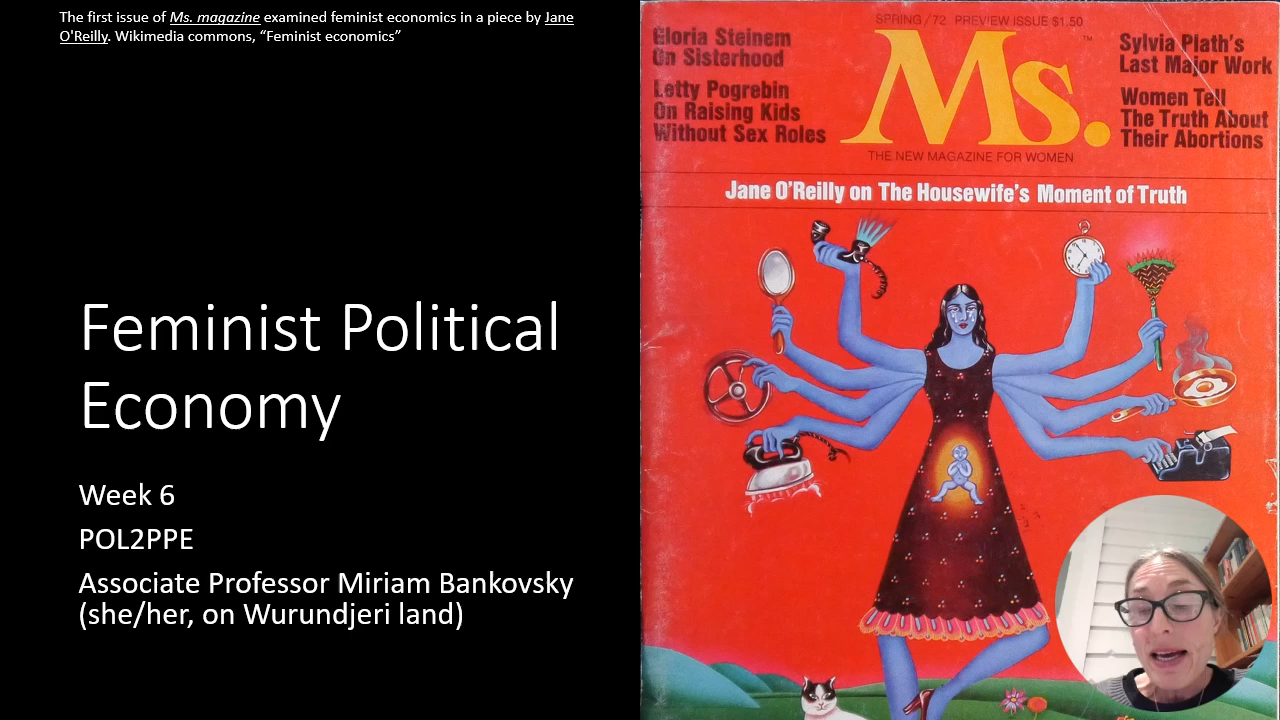 The first issue of Ms. magazine examined feminist economics in a piece by Jane
O'Reilly. Wikimedia commons, “Feminist economics”
Feminist Political
Economy
Week 6
POL2PPE
Associate Professor Miriam Bankovsky
(she/her, on Wurundjeri land)
SPRING/72 PREVIEW ISSUE $1.50
Gloria Steinem
On Sisterhood
Letty Pogrebin
On Raising Kids
Without Sex Roles
Ms.
TM
Sylvia Plath's
Last Major Work
Women Tell
The Truth About
Their Abortions
THE NEW MAGAZINE FOR WOMEN
Jane O'Reilly on The Housewife's Moment of Truth